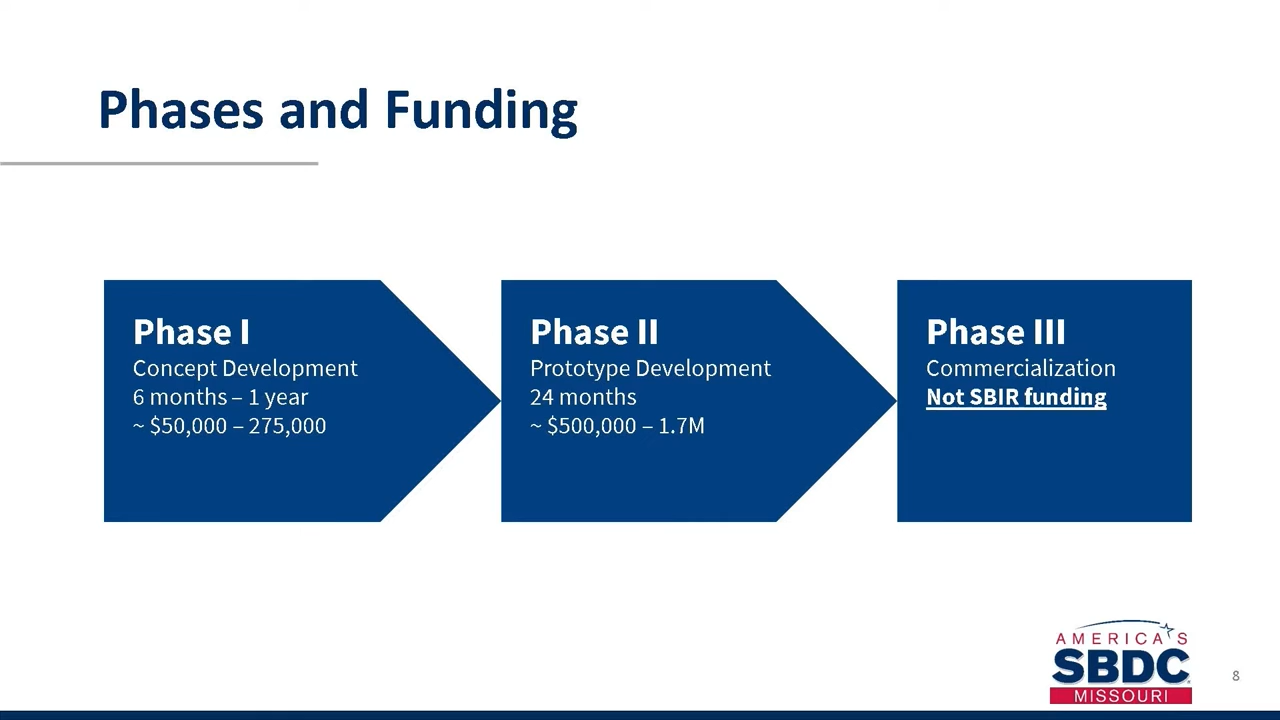 Phases and Funding
Phase I
Concept Development
6 months – 1 year
~ $50,000 – 275,000
Phase II
Prototype Development
24 months
~ $500,000 – 1.7M
Phase III
Commercialization
Not SBIR funding
AMERICA'S
SBDC
MISSOURI
8